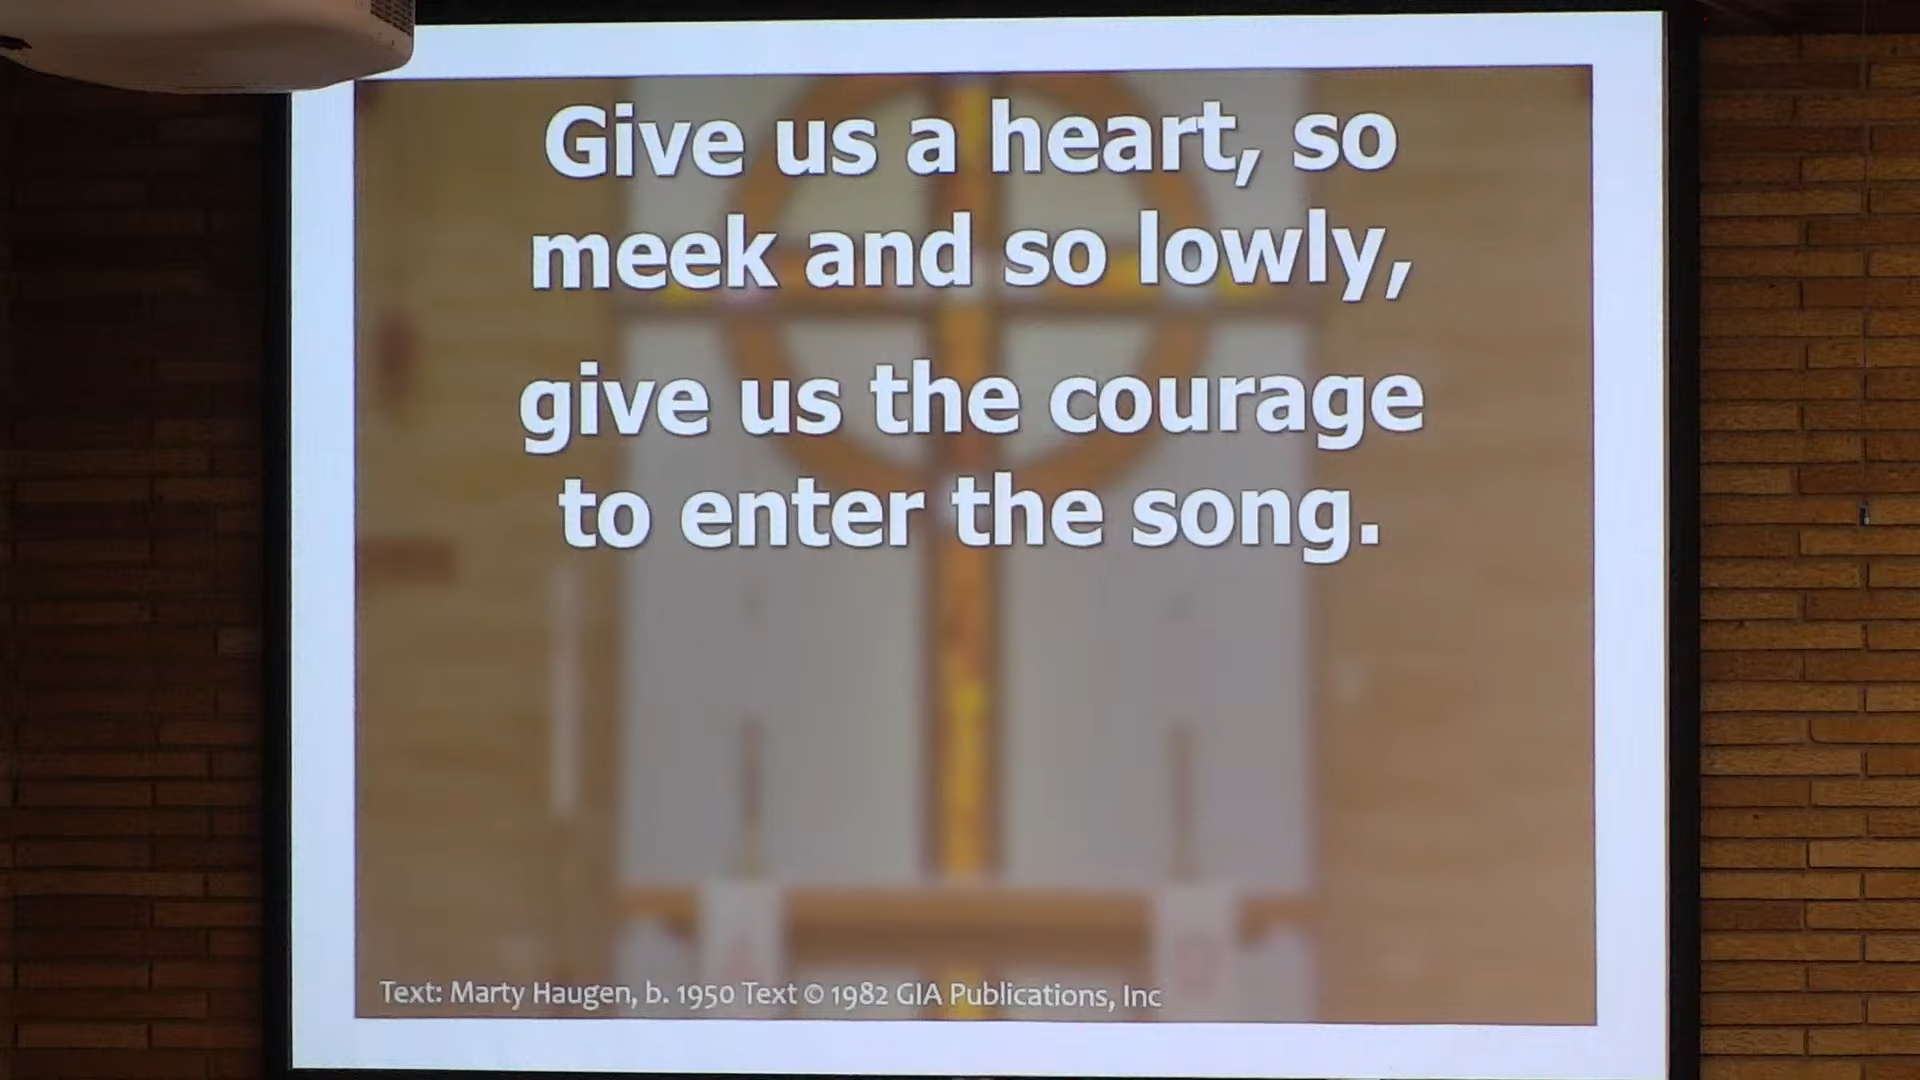 Give us a heart, so
meek and so lowly,
give us the courage
to enter the song.
Text: Marty Haugen, b. 1950 Text © 1982 GIA Publications, Inc